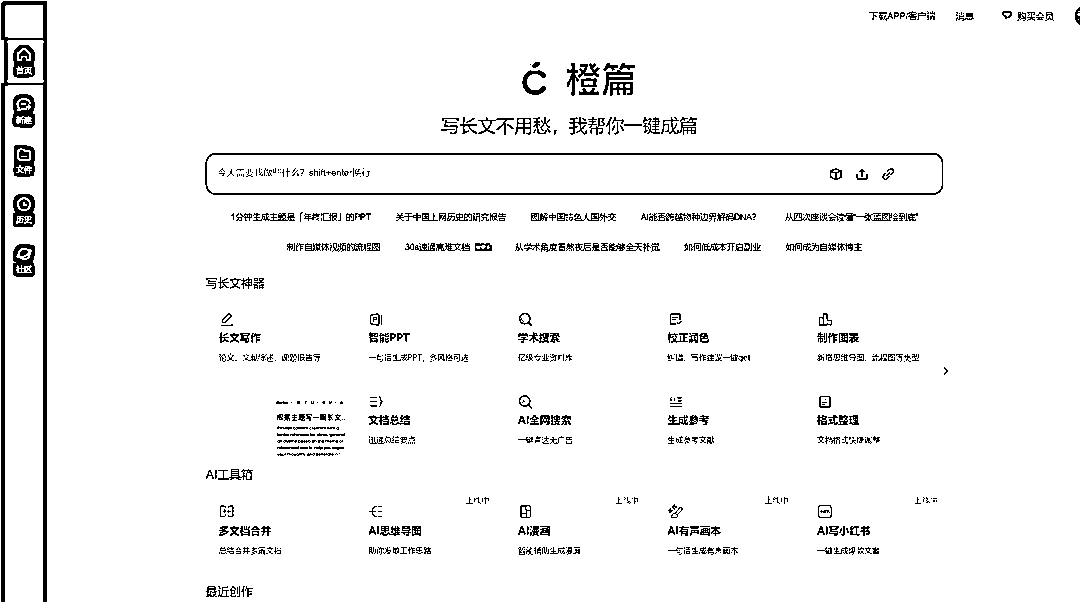 下载APP/客户端 消息 购买会员
首页
新建
文件
历史
社区
橙篇
写长文不用愁，我帮你一键成篇
今天需要我做些什么？shift+enter换行
1分钟生成主题是「年终汇报」的PPT 关于中国上网历史的研究报告 图解中国特色大国外交 AI能否跨越物种边界解码DNA？ 从四次座谈会读懂“一张蓝图绘到底”
制作自媒体视频的流程图 30s速通高难文档 从学术角度看熬夜后是否能够全天补觉 如何低成本开启副业 如何成为自媒体博主
写长文神器
长文写作 智能PPT 学术搜索 校正润色 制作图表
论文、文献综述、课题报告等 一句话生成PPT，多风格可选 亿级专业资料库 纠错、写作建议一键get 新增思维导图、流程图等类型
根据主题写一篇长文...
文档总结 AI全网搜索 生成参考 格式整理
迅速总结要点 一键直达无广告 生成参考文献 文档格式快捷调整
AI工具箱
上线中 上线中 上线中 上线中
多文档合并 AI思维导图 AI漫画 AI有声画本 AI写小红书
总结合并多篇文档 助你发散工作思路 智能辅助生成漫画 一句话生成有声画本 一键生成爆款文案
最近创作